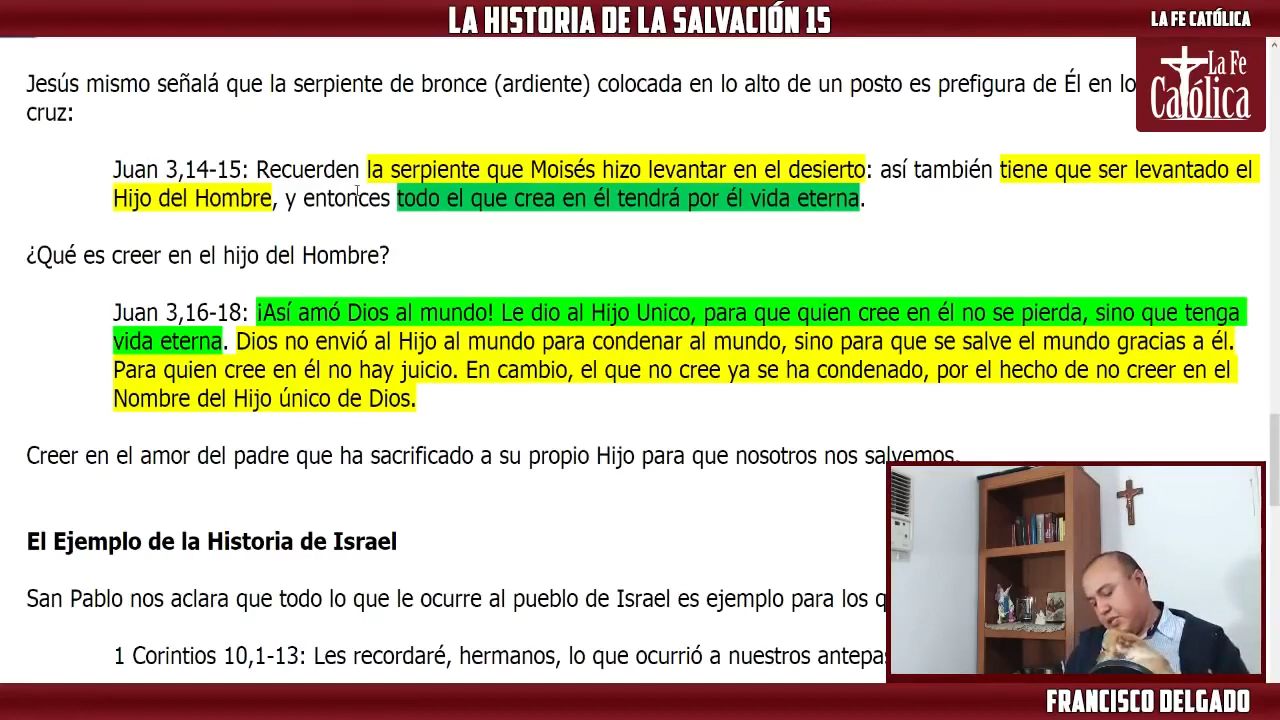 LA HISTORIA DE LA SALVACIÓN 15
LA FE CATÓLICA
La Fe
Católica
Jesús mismo señalá que la serpiente de bronce (ardiente) colocada en lo alto de un posto es prefigura de Él en lo
cruz:
Juan 3,14-15: Recuerden la serpiente que Moisés hizo levantar en el desierto: así también tiene que ser levantado el
Hijo del Hombre, y entonces todo el que crea en él tendrá por él vida eterna.
¿Qué es creer en el hijo del Hombre?
Juan 3,16-18: ¡Así amó Dios al mundo! Le dio al Hijo Unico, para que quien cree en él no se pierda, sino que tenga
vida eterna. Dios no envió al Hijo al mundo para condenar al mundo, sino para que se salve el mundo gracias a él.
Para quien cree en él no hay juicio. En cambio, el que no cree ya se ha condenado, por el hecho de no creer en el
Nombre del Hijo único de Dios.
Creer en el amor del padre que ha sacrificado a su propio Hijo para que nosotros nos salvemos.
El Ejemplo de la Historia de Israel
San Pablo nos aclara que todo lo que le ocurre al pueblo de Israel es ejemplo para los
1 Corintios 10,1-13: Les recordaré, hermanos, lo que ocurrió a nuestros
FRANCISCO DELGADO